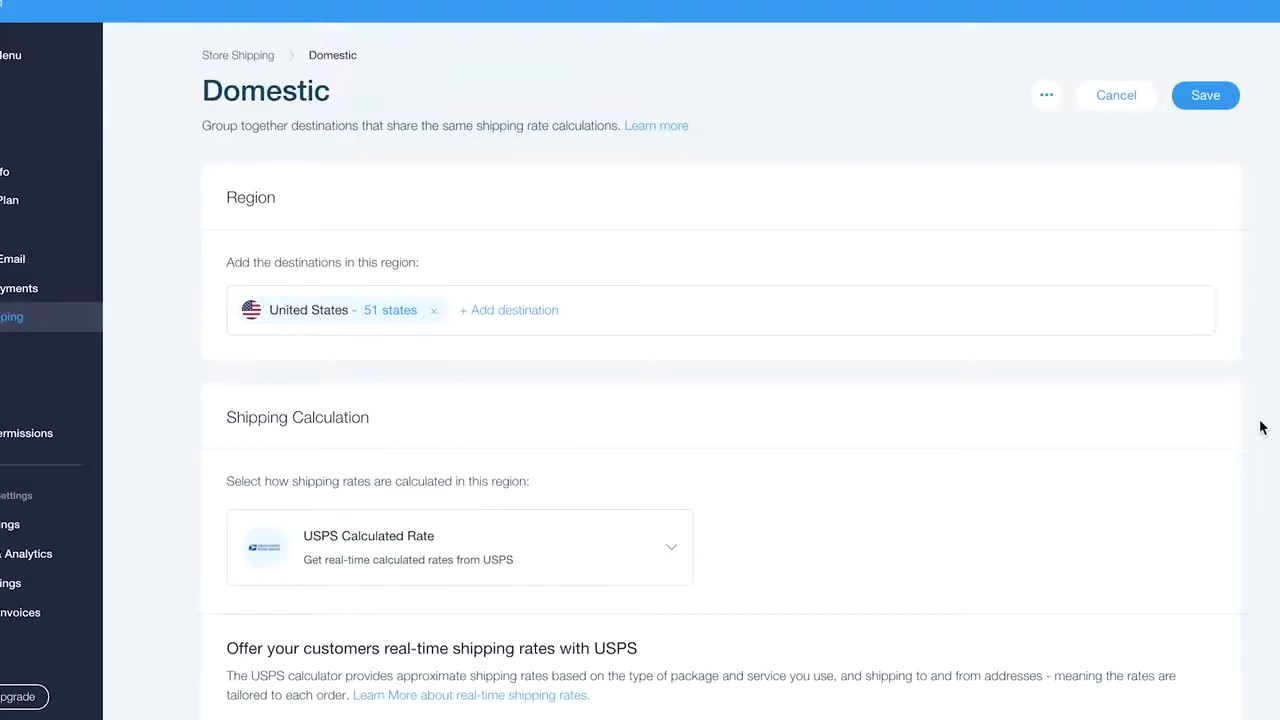 Store Shipping Domestic
Domestic
Cancel
Save
Group together destinations that share the same shipping rate calculations. Learn more
Region
Add the destinations in this region:
United States - 51 states × + Add destination
Shipping Calculation
Select how shipping rates are calculated in this region:
USPS Calculated Rate
Get real-time calculated rates from USPS
Offer your customers real-time shipping rates with USPS
The USPS calculator provides approximate shipping rates based on the type of package and service you use, and shipping to and from addresses - meaning the rates are
tailored to each order. Learn More about real-time shipping rates.
Menu
fo
Plan
Email
yments
ping
ermissions
Settings
ngs
& Analytics
ings
nvoices
pgrade